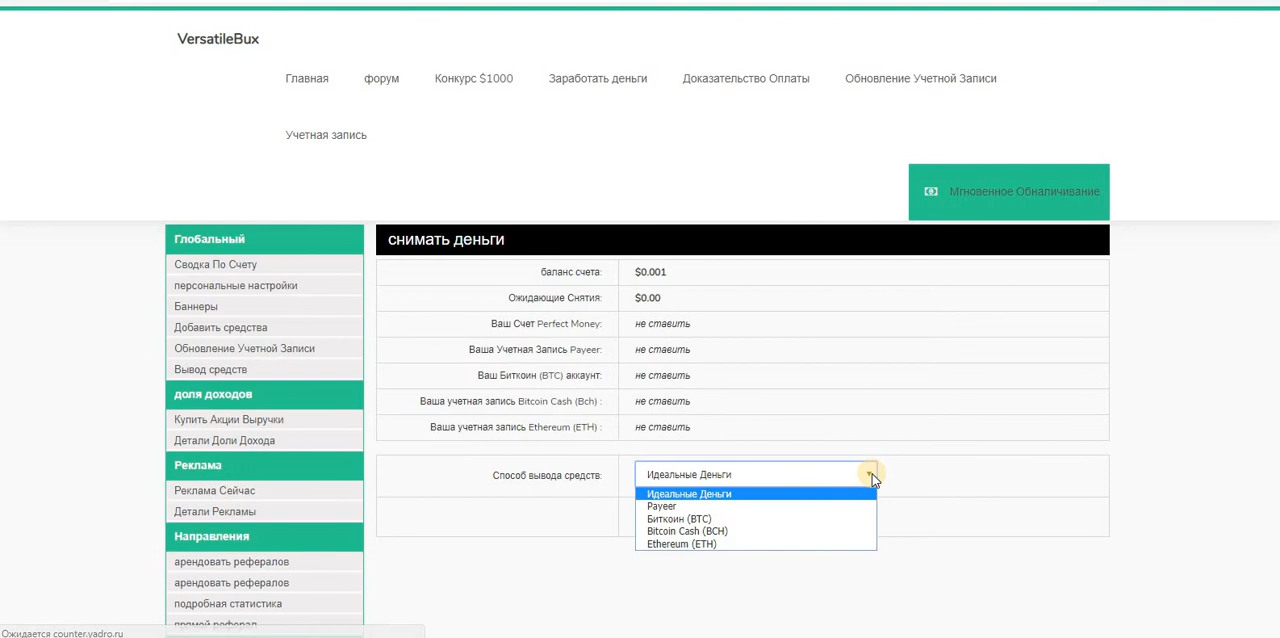 VersatileBux
Главная форум Конкурс $1000 Заработать деньги Доказательство Оплаты Обновление Учетной Записи
Учетная запись
Мгновенное Обналичивание
Глобальный
Сводка По Счету
персональные настройки
Баннеры
Добавить средства
Обновление Учетной Записи
Вывод средств
доля доходов
Купить Акции Выручки
Детали Доли Дохода
Реклама
Реклама Сейчас
Детали Рекламы
Направления
арендовать рефералов
арендовать рефералов
подробная статистика
прямой реферал
снимать деньги
баланс счета: $0.001
Ожидающие Снятия: $0.00
Ваш Счет Perfect Money: не ставить
Ваша Учетная Запись Payeer: не ставить
Ваш Биткоин (BTC) аккаунт: не ставить
Ваша учетная запись Bitcoin Cash (Bch) : не ставить
Ваша учетная запись Ethereum (ETH) : не ставить
Способ вывода средств: Идеальные Деньги
Идеальные Деньги
Payeer
Биткоин (BTC)
Bitcoin Cash (BCH)
Ethereum (ETH)
Ожидается counter.yadro.ru